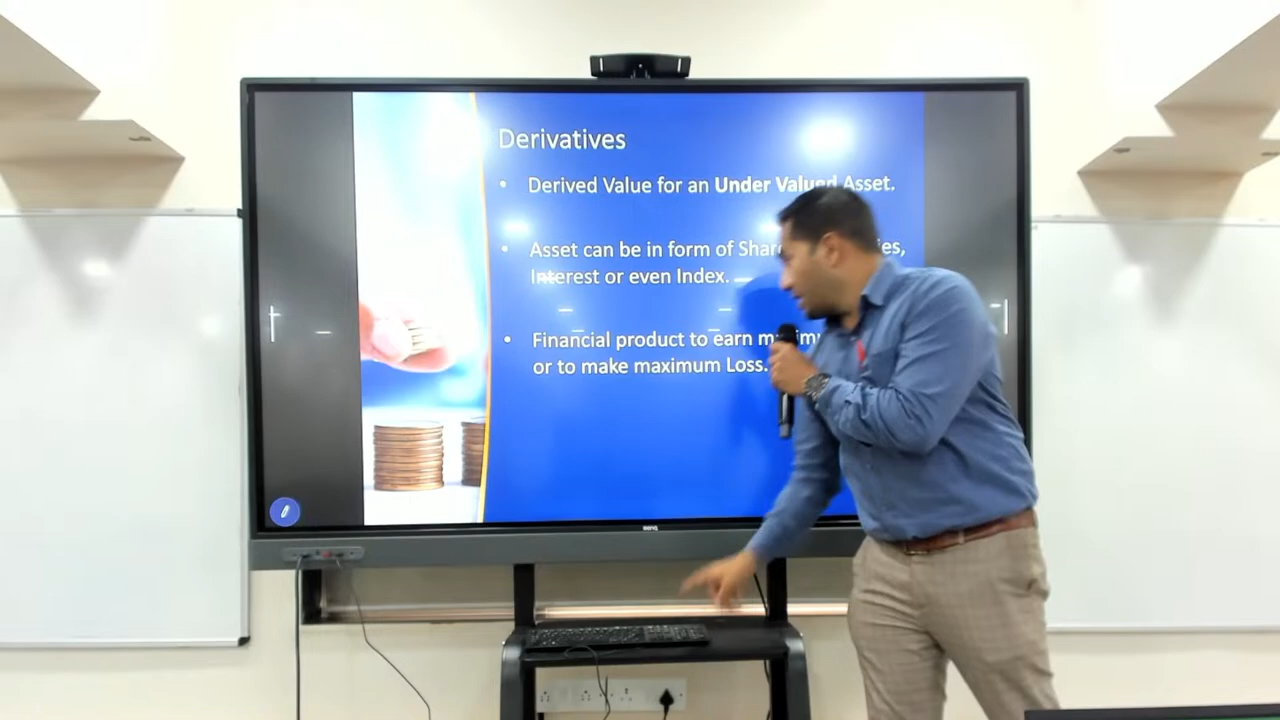 Derivatives
• Derived Value for an Under Valued Asset.
• Asset can be in form of
Interest or even Index.
• Financial product to earn
or to make maximum Loss.
BenQ